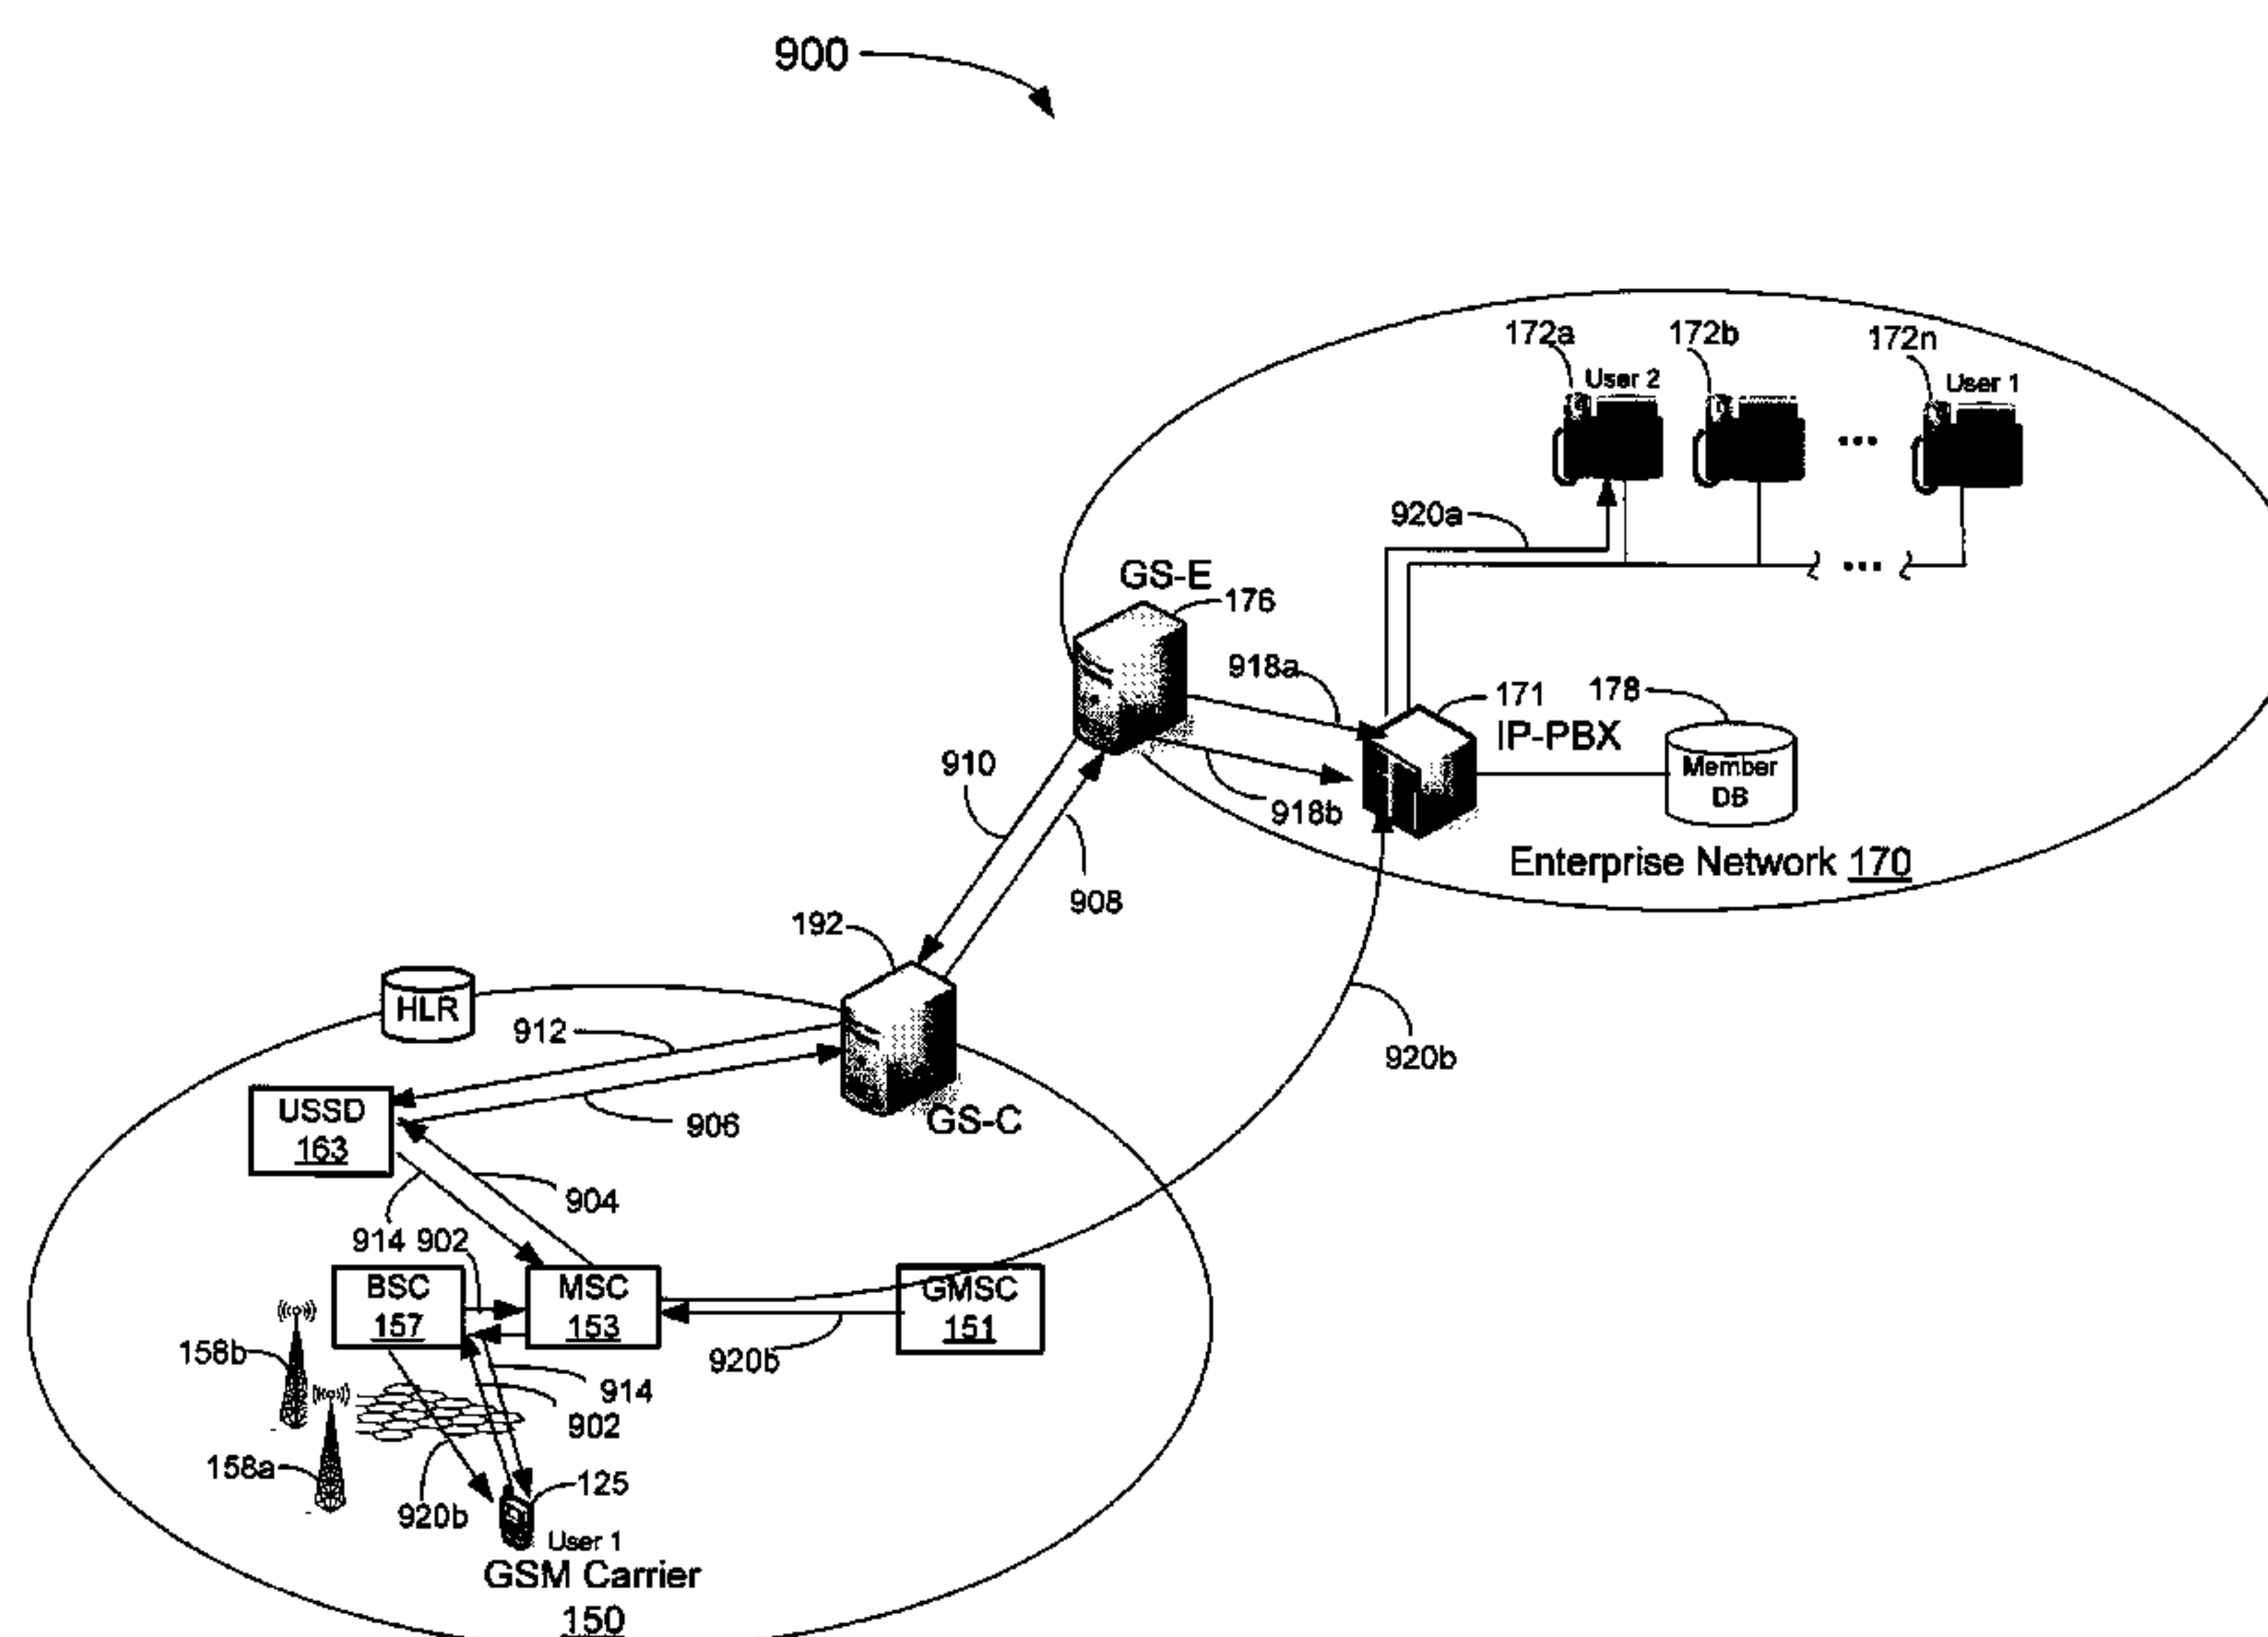 900
172a
172b
172n
User 2
User 1
920a
GS-E
176
918a
171
178
IP-PBX
Member
DB
910
918b
Enterprise Network 170
908
192
HLR
912
920b
USSD
163
906
GS-C
904
914 902
BSC
157
MSC
153
GMSC
151
158b
920b
914
902
158a
125
920b
User 1
GSM Carrier
150